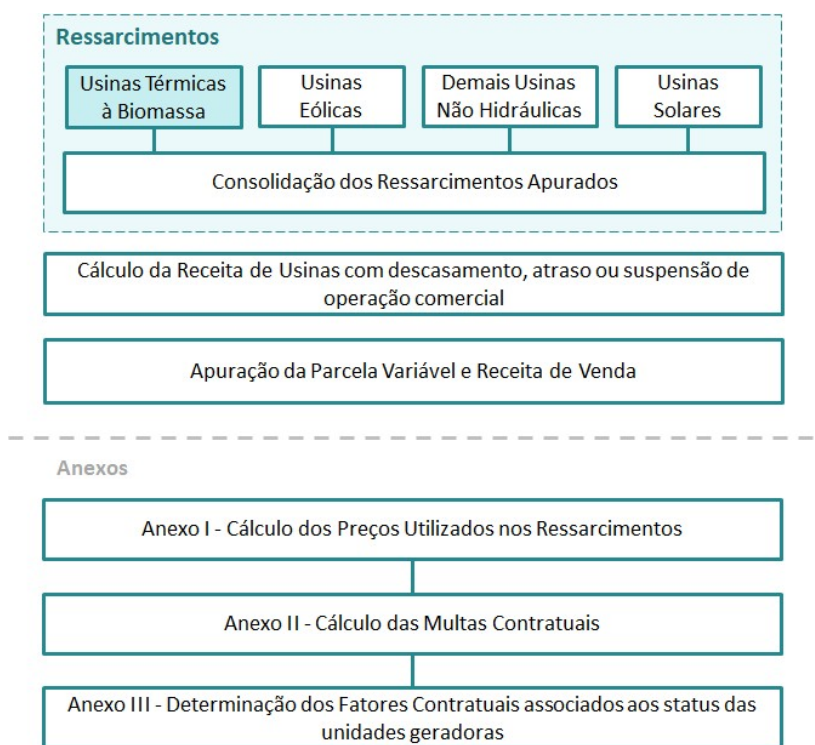 Ressarcimentos
Usinas Térmicas
à Biomassa
Usinas
Eólicas
Demais Usinas
Não Hidráulicas
Usinas
Solares
Consolidação dos Ressarcimentos Apurados
Cálculo da Receita de Usinas com descasamento, atraso ou suspensão de
operação comercial
Apuração da Parcela Variável e Receita de Venda
Anexos
Anexo I - Cálculo dos Preços Utilizados nos Ressarcimentos
Anexo II - Cálculo das Multas Contratuais
Anexo III - Determinação dos Fatores Contratuais associados aos status das
unidades geradoras